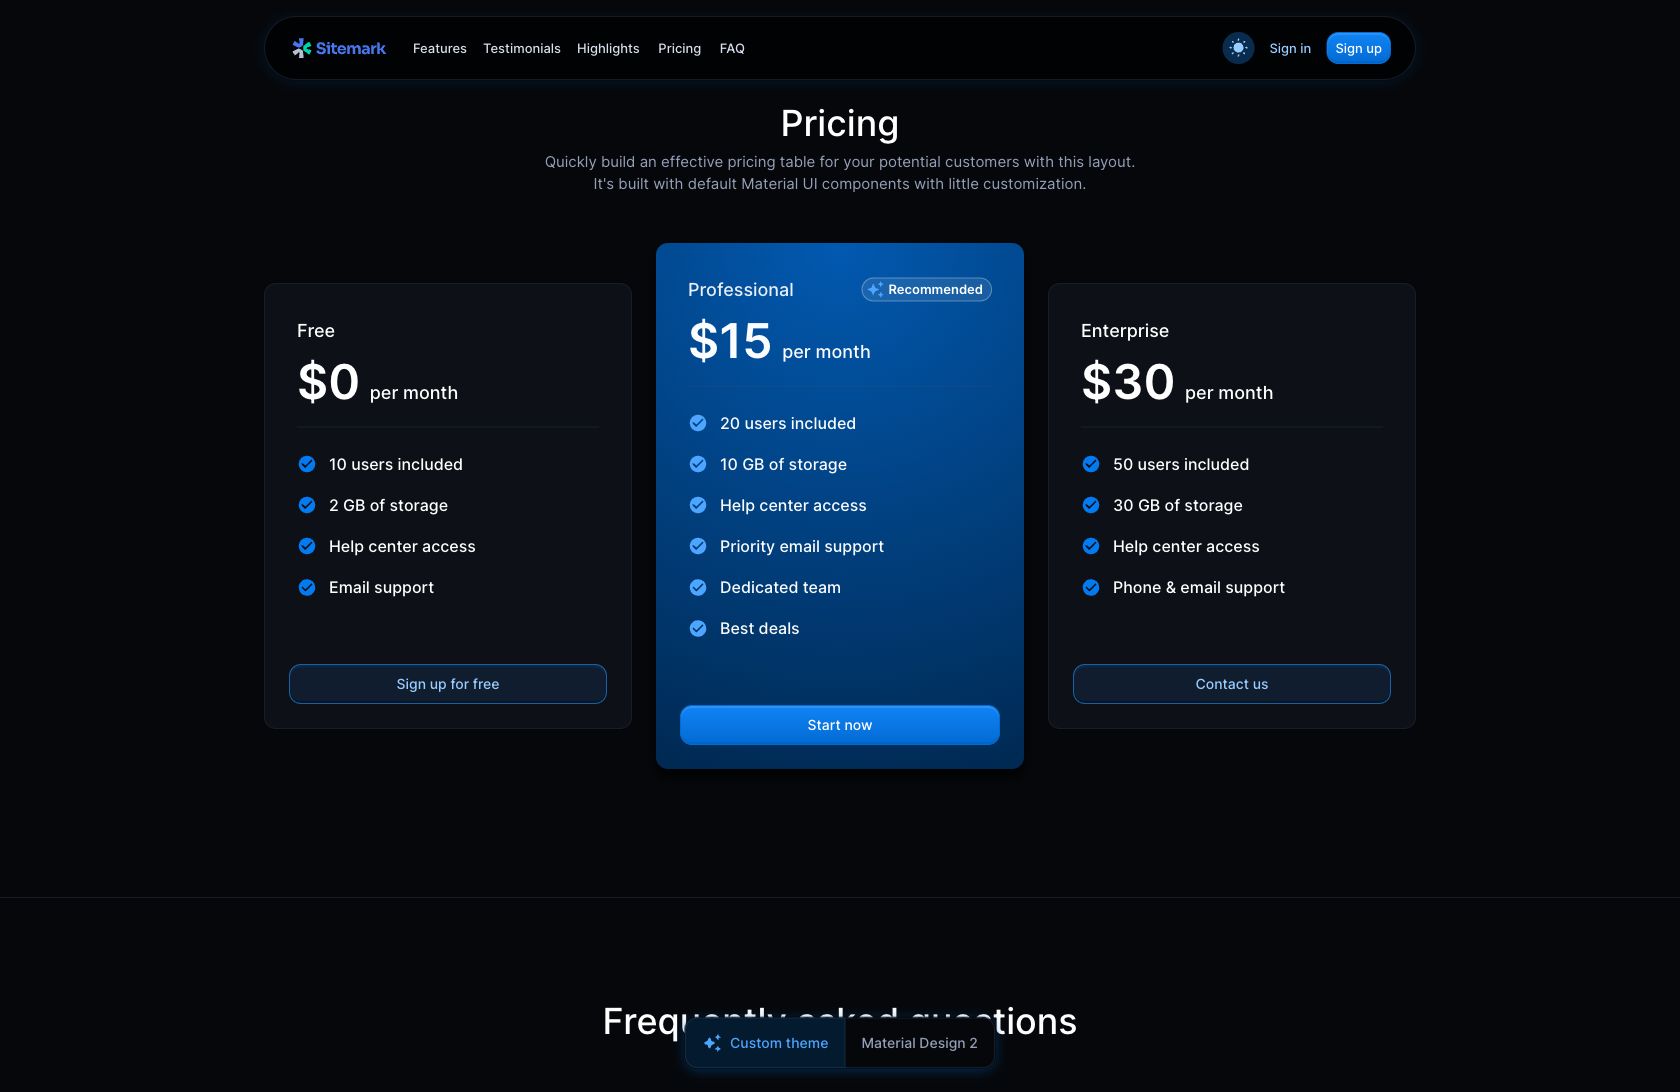 Sitemark
Features Testimonials Highlights Pricing FAQ
Sign in Sign up
Pricing
Quickly build an effective pricing table for your potential customers with this layout.
It's built with default Material UI components with little customization.
Free
$0 per month
10 users included
2 GB of storage
Help center access
Email support
Sign up for free
Professional
Recommended
$15 per month
20 users included
10 GB of storage
Help center access
Priority email support
Dedicated team
Best deals
Start now
Enterprise
$30 per month
50 users included
30 GB of storage
Help center access
Phone & email support
Contact us
Frequently asked questions
Custom theme Material Design 2